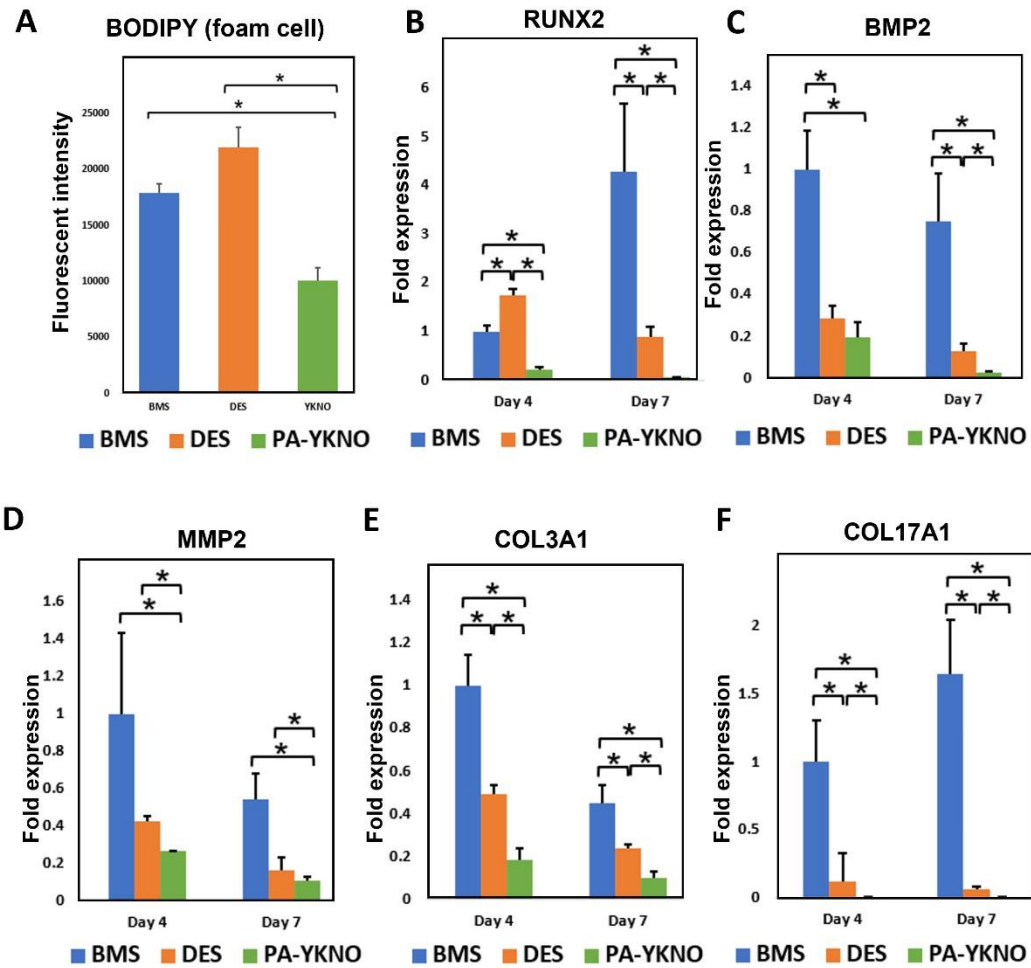 A
BODIPY (foam cell)
Fluorescent intensity
*
*
25000
20000
15000
10000
5000
0
BMS DES YKNO
BMS DES PA-YKNO
B
RUNX2
Fold expression
*
* *
*
* *
6
5
4
3
2
1
0
Day 4 Day 7
BMS DES PA-YKNO
C
BMP2
Fold expression
*
*
*
* *
1.4
1.2
1
0.8
0.6
0.4
0.2
0
Day 4 Day 7
BMS DES PA-YKNO
D
MMP2
Fold expression
*
*
*
*
1.6
1.4
1.2
1
0.8
0.6
0.4
0.2
0
Day 4 Day 7
BMS DES PA-YKNO
E
COL3A1
Fold expression
*
* *
*
* *
1.4
1.2
1
0.8
0.6
0.4
0.2
0
Day 4 Day 7
BMS DES PA-YKNO
F
COL17A1
Fold expression
*
* *
*
* *
2
1.5
1
0.5
0
Day 4 Day 7
BMS DES PA-YKNO